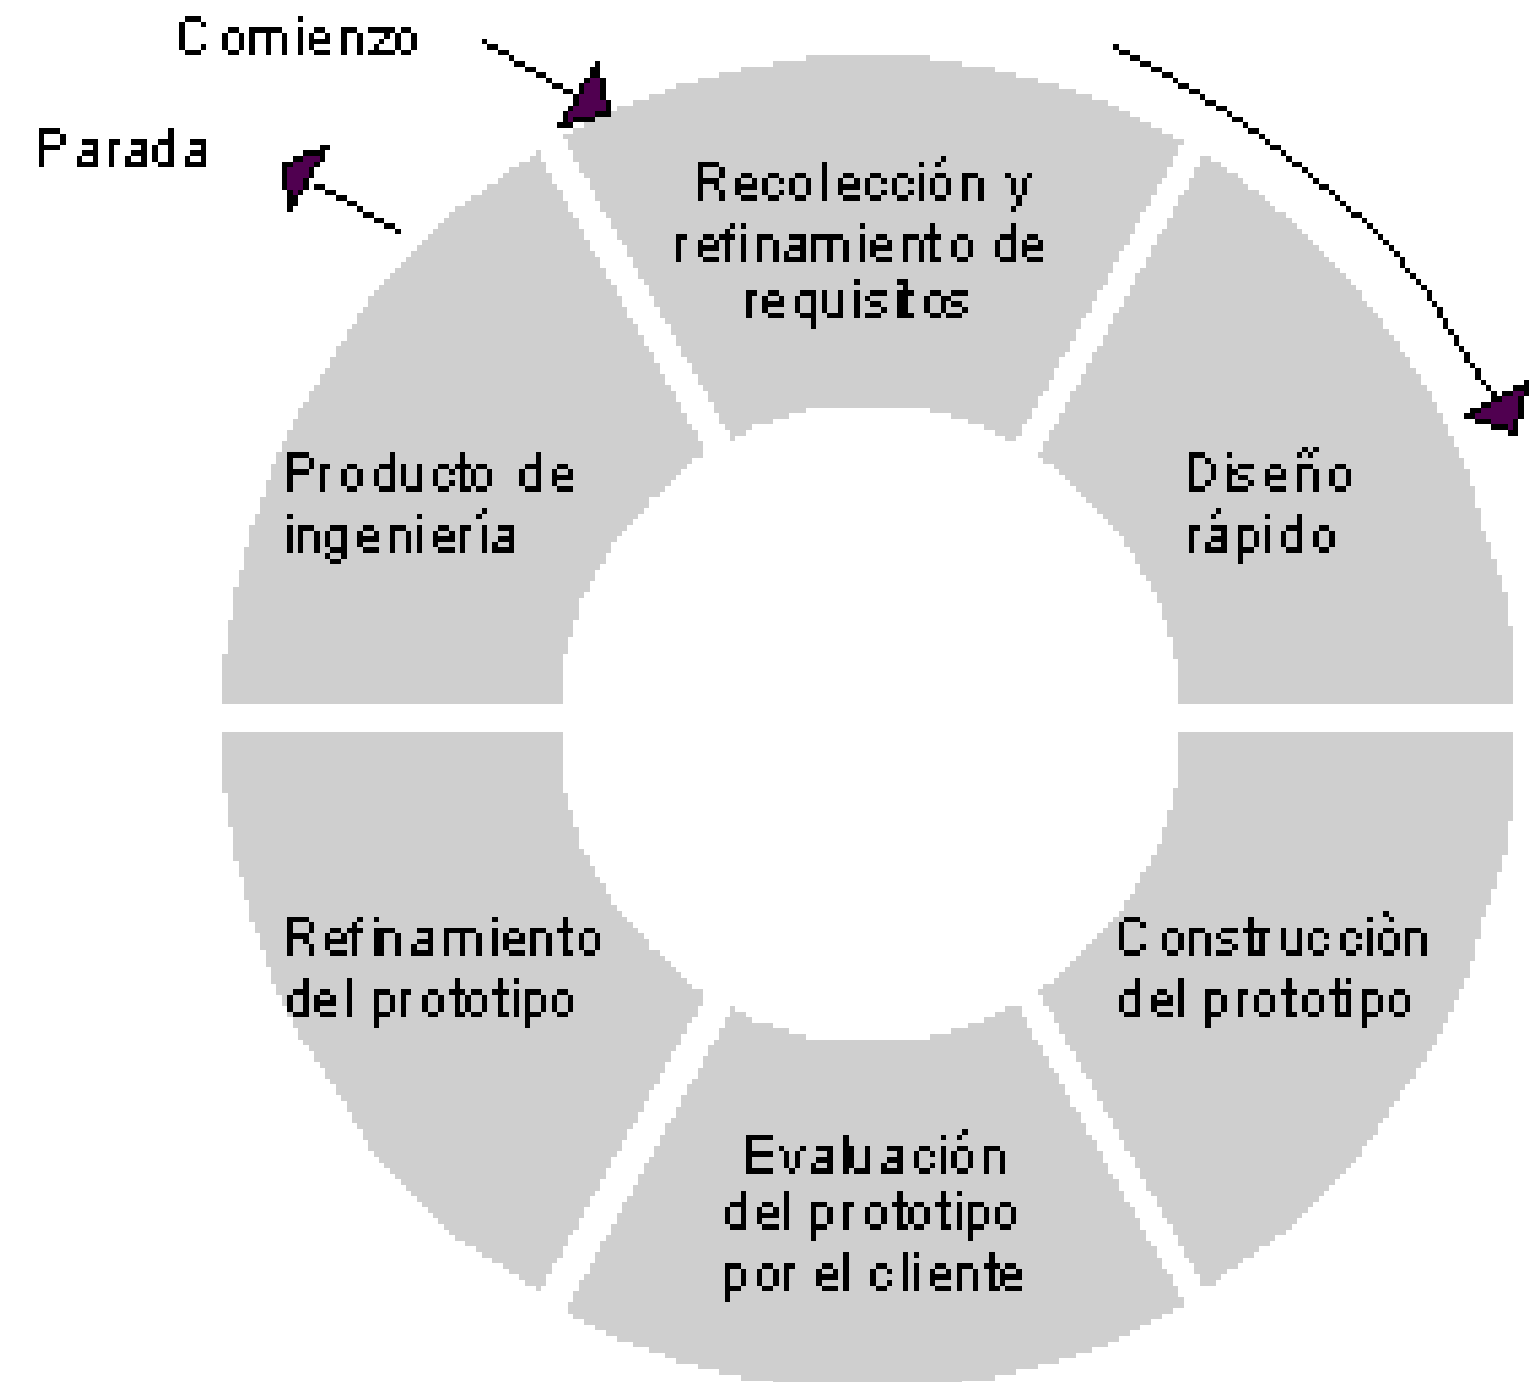 Comienzo
Parada
Recolección y
refinamiento de
requisitos
Diseño
rápido
Construcciòn
del prototipo
Evaluación
del prototipo
por el cliente
Refinamiento
del prototipo
Producto de
ingeniería